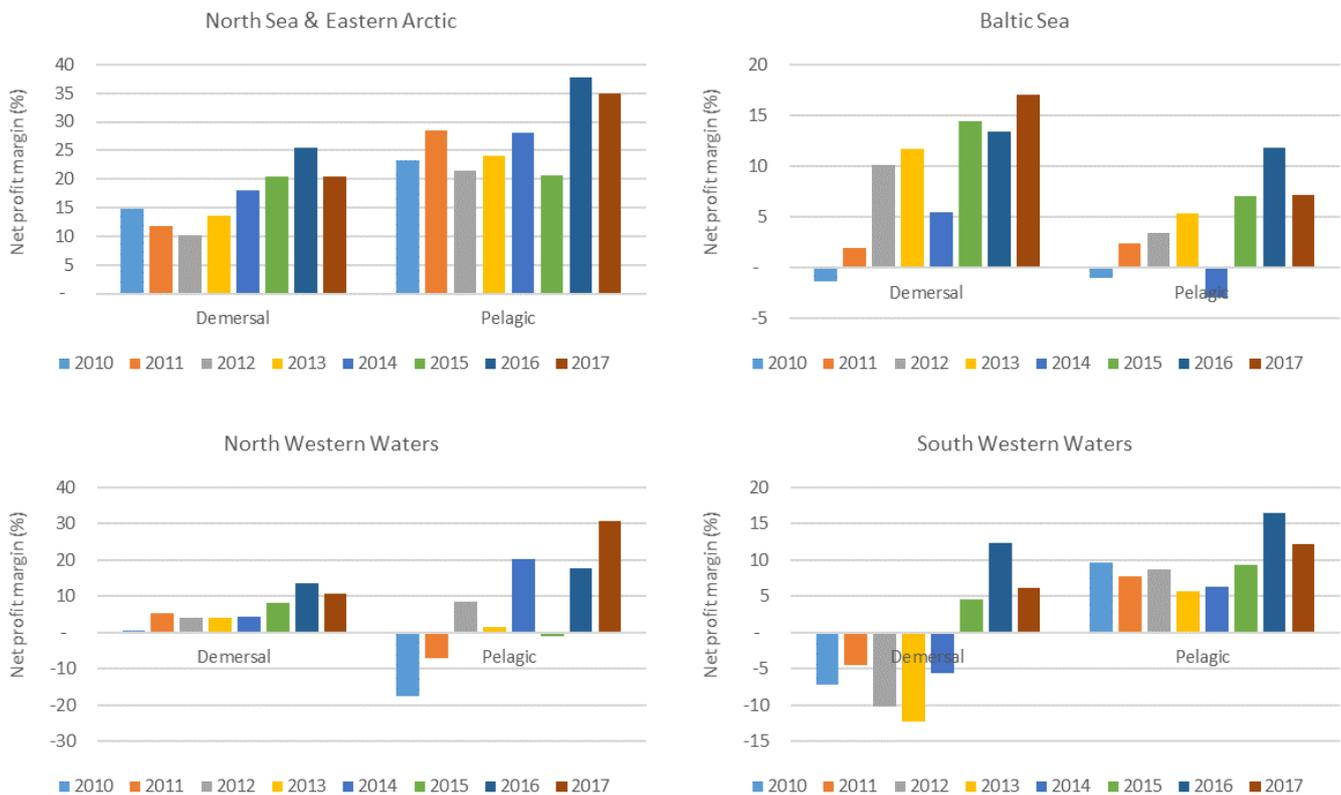 North Sea & Eastern Arctic
Net profit margin (%)
40
35
30
25
20
15
10
5
-
Demersal Pelagic
2010 2011 2012 2013 2014 2015 2016 2017
Baltic Sea
Net profit margin (%)
20
15
10
5
-
-5
Demersal Pelagic
2010 2011 2012 2013 2014 2015 2016 2017
North Western Waters
Net profit margin (%)
40
30
20
10
-
-10
-20
-30
Demersal Pelagic
2010 2011 2012 2013 2014 2015 2016 2017
South Western Waters
Net profit margin (%)
20
15
10
5
-
-5
-10
-15
Demersal Pelagic
2010 2011 2012 2013 2014 2015 2016 2017